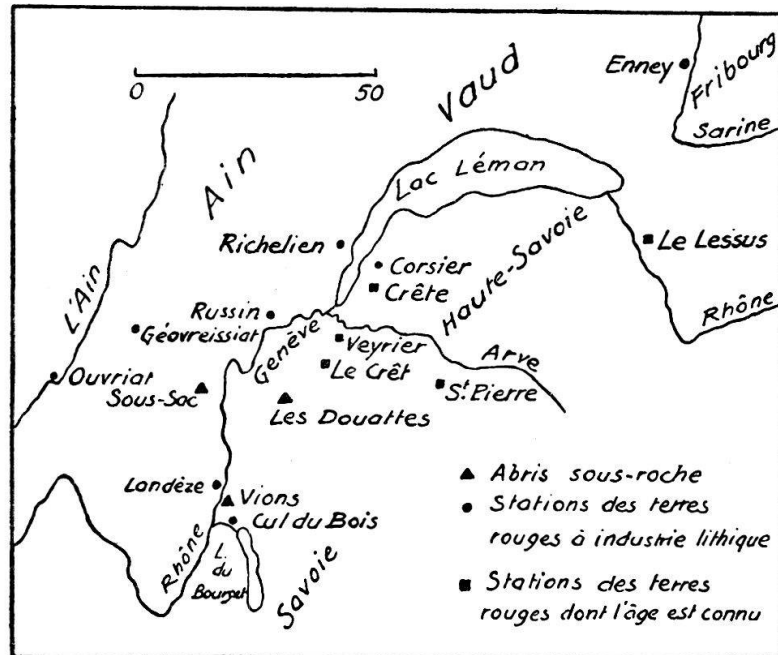 Enney
Fribourg
Vaud
0 50
Sarine
Ain
Lac Léman
Richelien
Corsier
Crête
Haute-Savoie
Le Lessus
L'Ain
Russin
Géovreissiat
Genève
Veyrier
Le Crêt
Arve
Rhône
Ouvriat
Sous-Sac
Les Douattes
St. Pierre
Landèze
Vions
Cul du Bois
Rhône
L.
du
Bourget
Savoie
▲ Abris sous-roche
● Stations des terres
rouges à industrie lithique
■ Stations des terres
rouges dont l'âge est connu